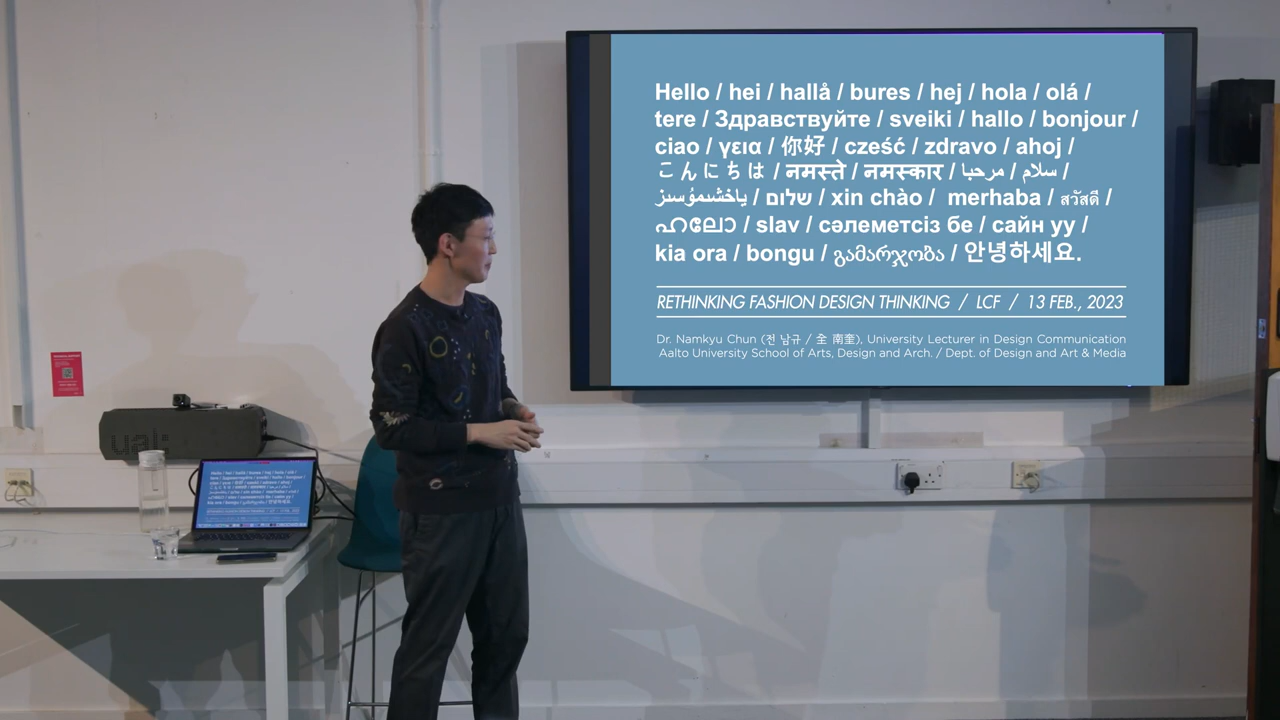 Hello / hei / hallå / bures / hej / hola / olá /
tere / Здравствуйте / sveiki / hallo / bonjour /
ciao / γεια / 你好 / cześć / zdravo / ahoj /
こんにちは / नमस्ते / नमस्कार / مرحبا / سلام /
ياخشىمۇسىز / שלום / xin chào / merhaba / สวัสดี /
ഹലോ / slav / сәлеметсіз бе / сайн уу /
kia ora / bongu / გამარჯობა / 안녕하세요.
RETHINKING FASHION DESIGN THINKING / LCF / 13 FEB., 2023
Dr. Namkyu Chun (전 남규 / 全 南奎), University Lecturer in Design Communication
Aalto University School of Arts, Design and Arch. / Dept. of Design and Art & Media
ual: